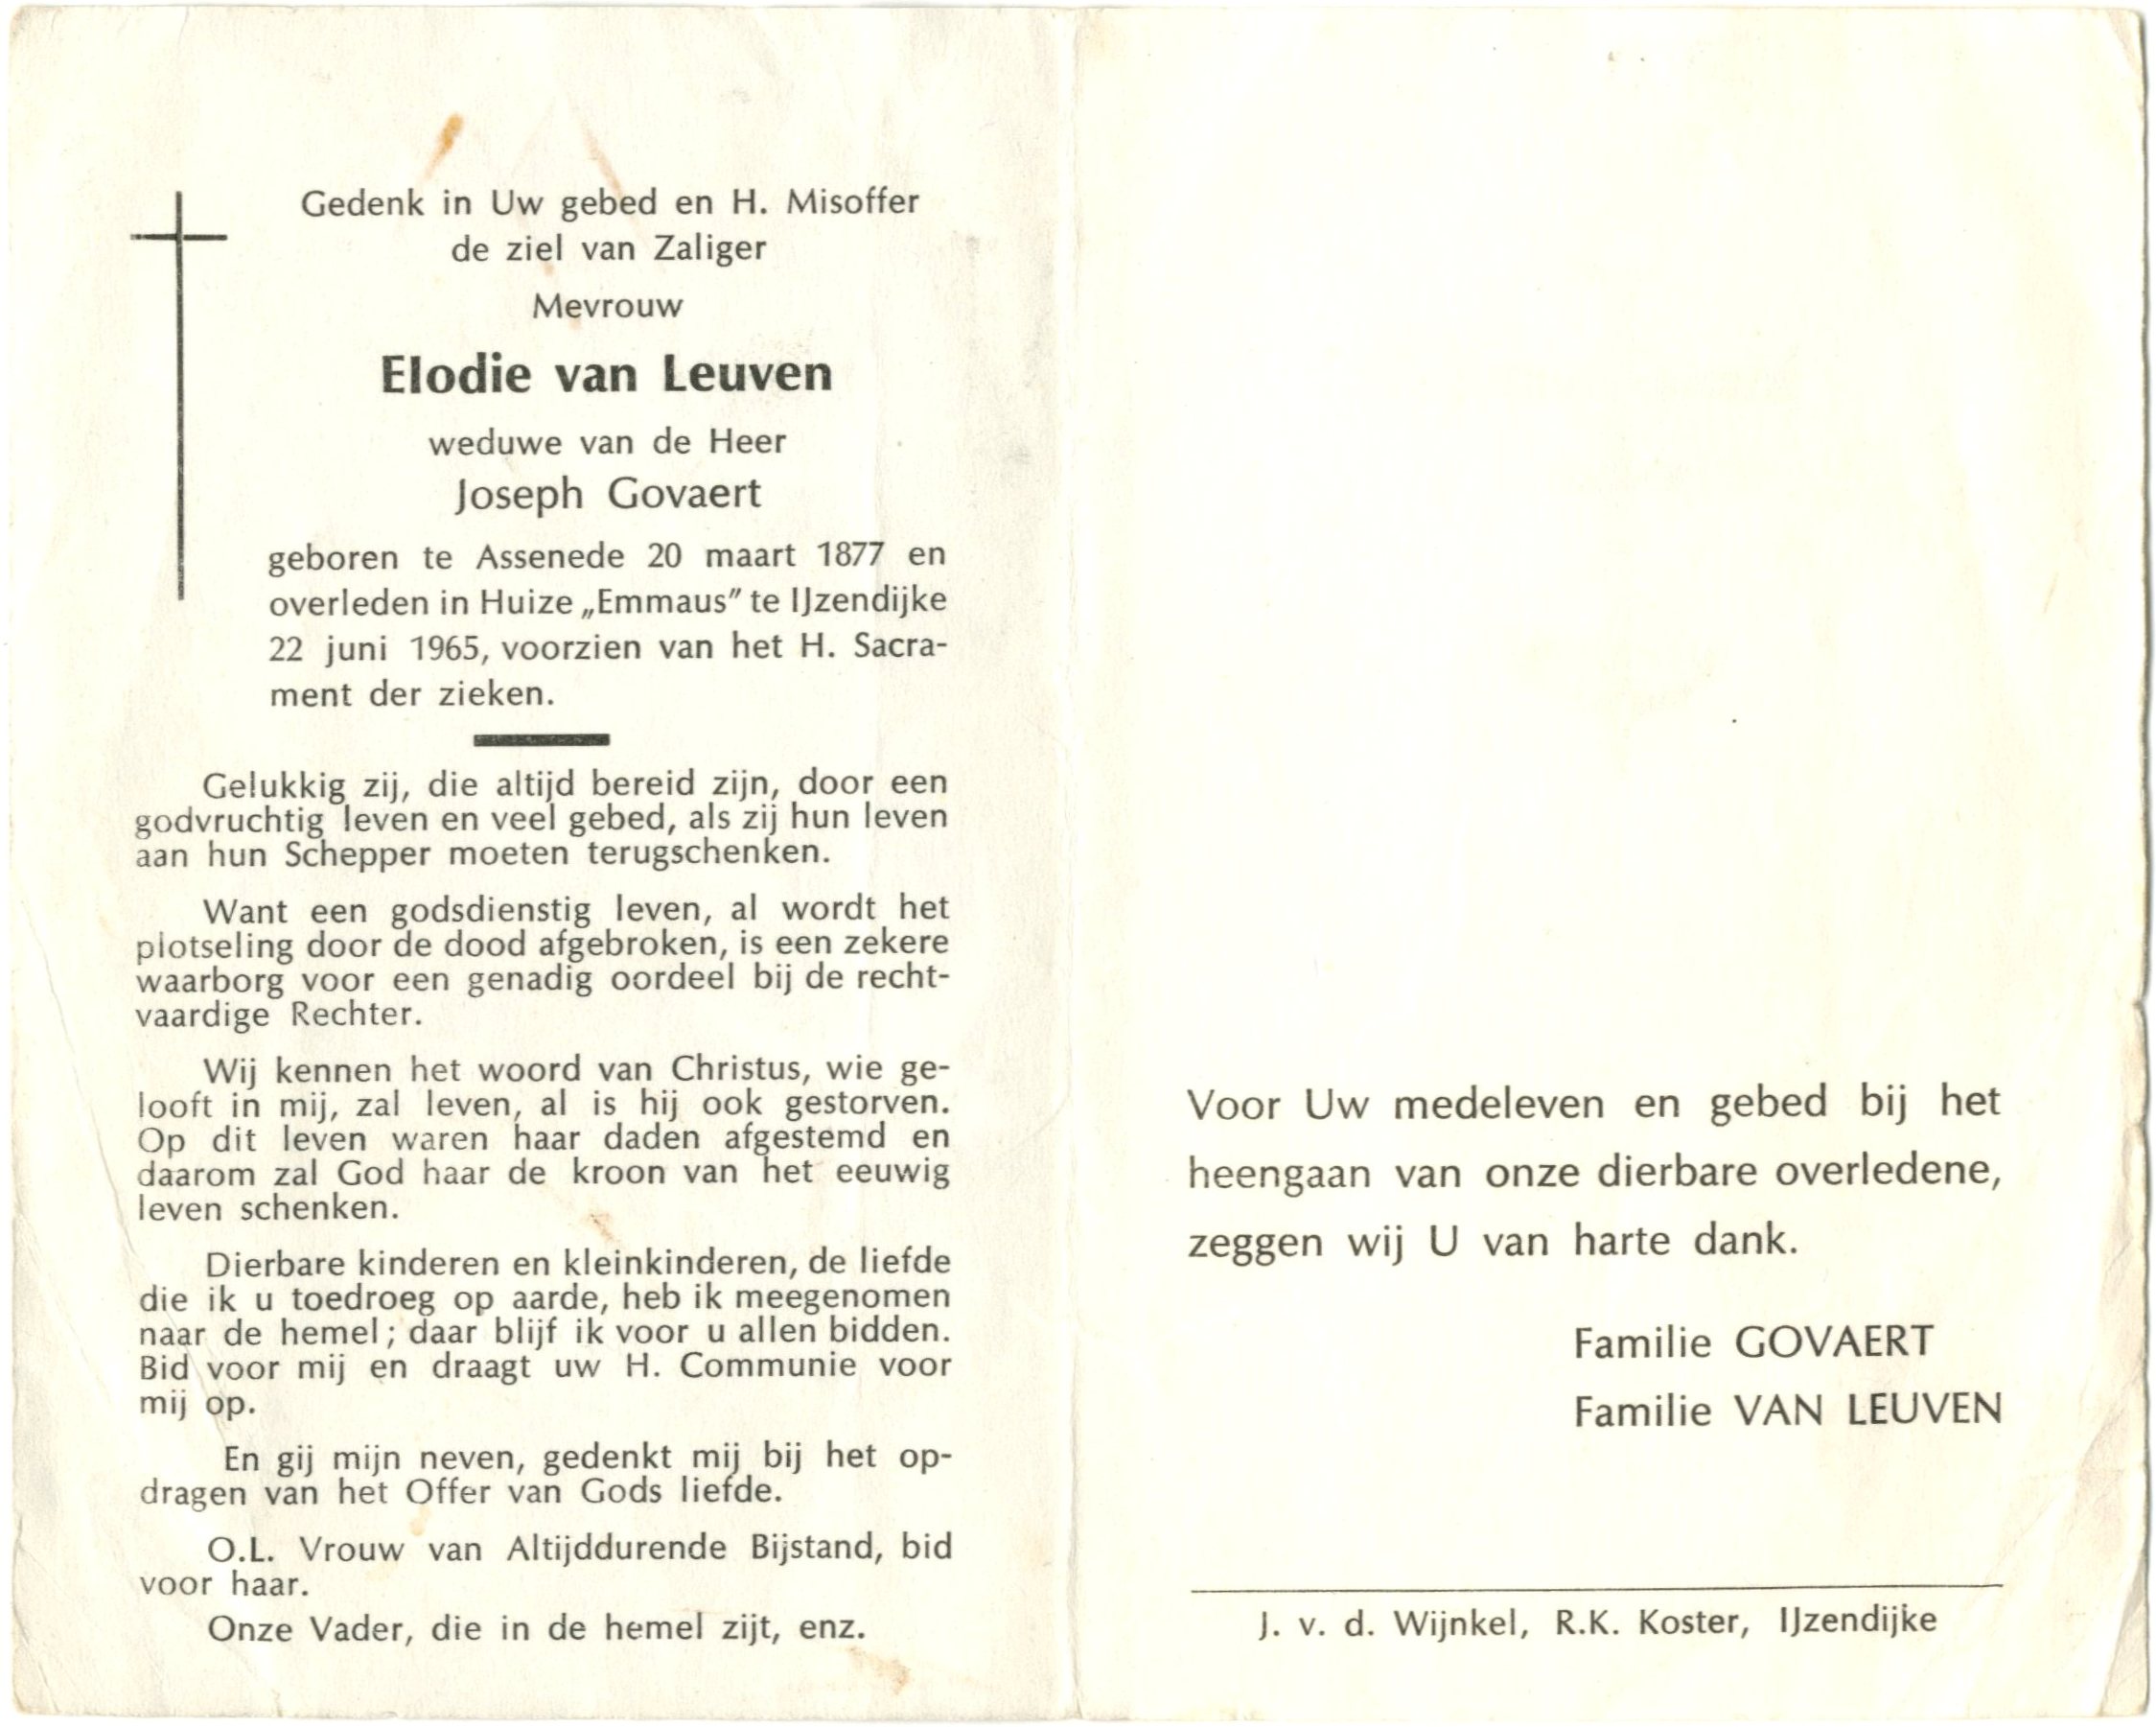 Gedenk in Uw gebed en H. Misoffer
de ziel van Zaliger
Mevrouw
Elodie van Leuven
weduwe van de Heer
Joseph Govaert
geboren te Assenede 20 maart 1877 en
overleden in Huize „Emmaus” te IJzendijke
22 juni 1965, voorzien van het H. Sacra-
ment der zieken.
Gelukkig zij, die altijd bereid zijn, door een
godvruchtig leven en veel gebed, als zij hun leven
aan hun Schepper moeten terugschenken.
Want een godsdienstig leven, al wordt het
plotseling door de dood afgebroken, is een zekere
waarborg voor een genadig oordeel bij de recht-
vaardige Rechter.
Wij kennen het woord van Christus, wie ge-
looft in mij, zal leven, al is hij ook gestorven.
Op dit leven waren haar daden afgestemd en
daarom zal God haar de kroon van het eeuwig
leven schenken.
Dierbare kinderen en kleinkinderen, de liefde
die ik u toedroeg op aarde, heb ik meegenomen
naar de hemel; daar blijf ik voor u allen bidden.
Bid voor mij en draagt uw H. Communie voor
mij op.
En gij mijn neven, gedenkt mij bij het op-
dragen van het Offer van Gods liefde.
O.L. Vrouw van Altijddurende Bijstand, bid
voor haar.
Onze Vader, die in de hemel zijt, enz.
Voor Uw medeleven en gebed bij het
heengaan van onze dierbare overledene,
zeggen wij U van harte dank.
Familie GOVAERT
Familie VAN LEUVEN
J. v. d. Wijnkel, R.K. Koster, IJzendijke